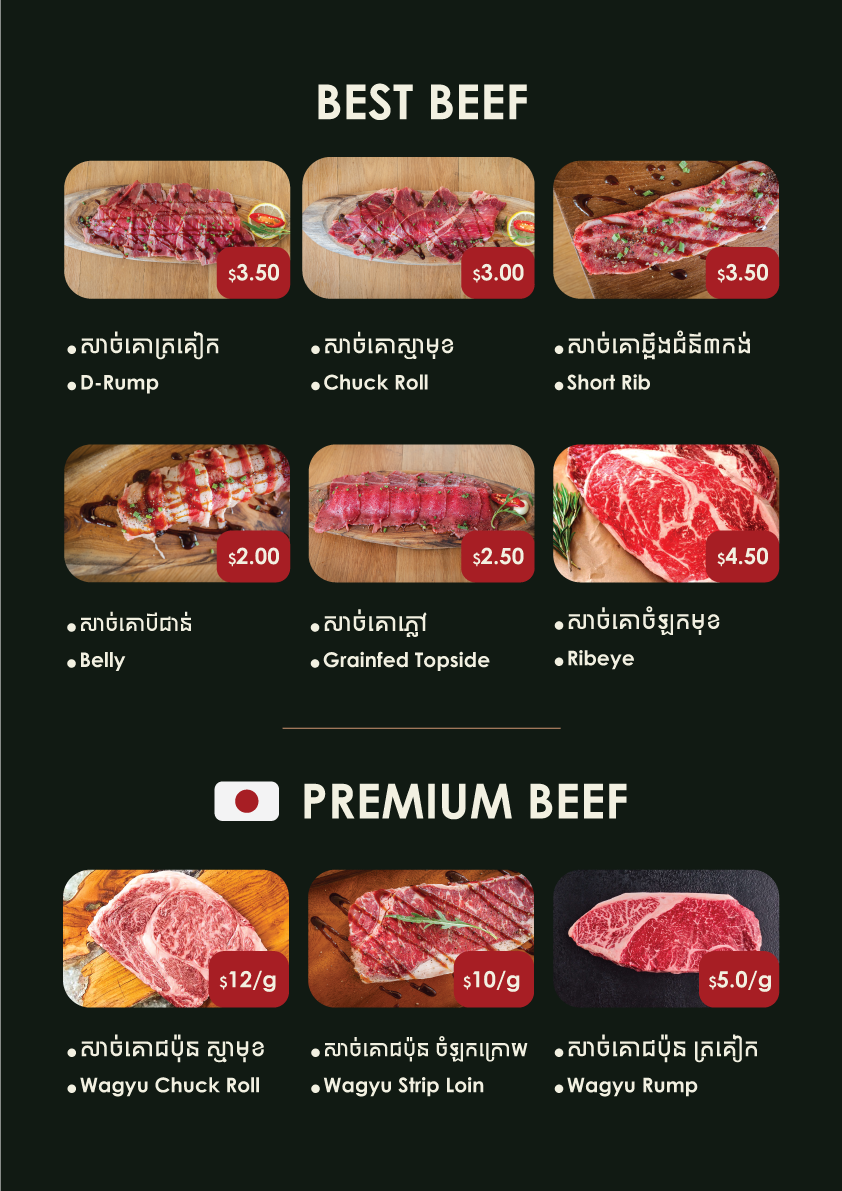 BEST BEEF
$3.50
$3.00
$3.50
សាច់គោត្រគៀក
សាច់គោស្មាមុខ
សាច់គោឆ្អឹងជំនី៣កង់
D-Rump
Chuck Roll
Short Rib
$2.00
$2.50
$4.50
សាច់គោបីជាន់
សាច់គោភ្លៅ
សាច់គោចំឡកមុខ
Belly
Grainfed Topside
Ribeye
PREMIUM BEEF
$12/g
$10/g
$5.0/g
សាច់គោជប៉ុន ស្មាមុខ
សាច់គោជប៉ុន ចំឡកក្រោម
សាច់គោជប៉ុន ត្រគៀក
Wagyu Chuck Roll
Wagyu Strip Loin
Wagyu Rump